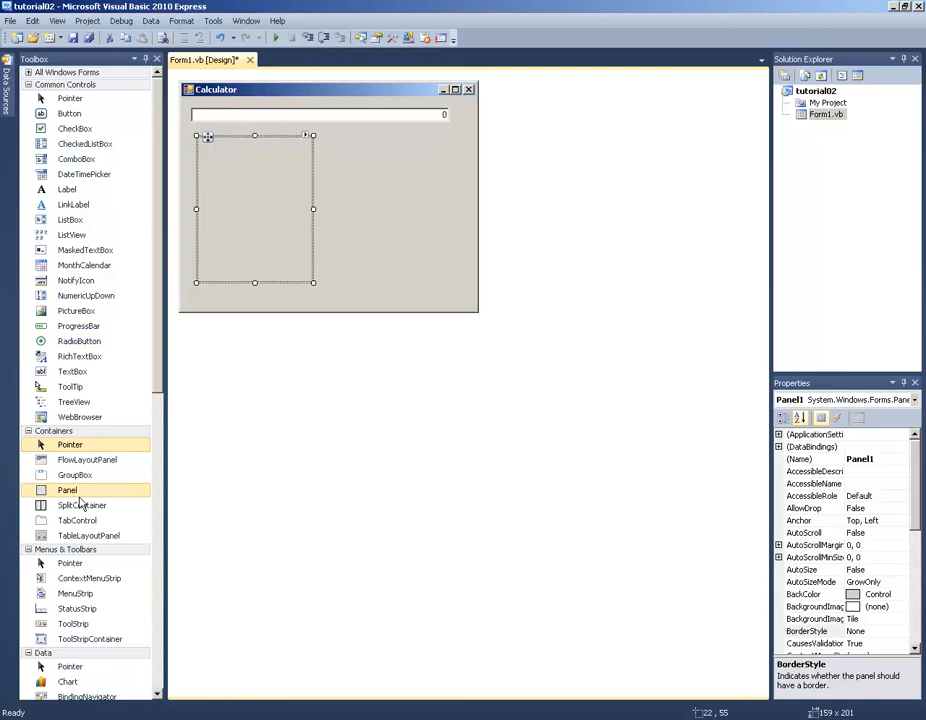 tutorial02 - Microsoft Visual Basic 2010 Express
File Edit View Project Format Debug Data Tools Window Help
Toolbox
Data Sources
All Windows Forms
Common Controls
Pointer
Button
CheckBox
CheckedListBox
ComboBox
DateTimePicker
Label
LinkLabel
ListBox
ListView
MaskedTextBox
MonthCalendar
NotifyIcon
NumericUpDown
PictureBox
ProgressBar
RadioButton
RichTextBox
TextBox
ToolTip
TreeView
WebBrowser
Containers
Pointer
FlowLayoutPanel
GroupBox
Panel
SplitContainer
TabControl
TableLayoutPanel
Menus & Toolbars
Pointer
ContextMenuStrip
MenuStrip
StatusStrip
ToolStrip
ToolStripContainer
Data
Pointer
Chart
BindingNavigator
Form1.vb [Design]*
Calculator
0
Solution Explorer
tutorial02
My Project
Form1.vb
Properties
Panel1 System.Windows.Forms.Pane
(ApplicationSetti
(DataBindings)
(Name) Panel1
AccessibleDescri
AccessibleName
AccessibleRole Default
AllowDrop False
Anchor Top, Left
AutoScroll False
AutoScrollMargin 0, 0
AutoScrollMinSiz 0, 0
AutoSize False
AutoSizeMode GrowOnly
BackColor Control
BackgroundImag (none)
BackgroundImag Tile
BorderStyle None
CausesValidation True
BorderStyle
Indicates whether the panel should
have a border.
Ready 22 , 55 159 x 201